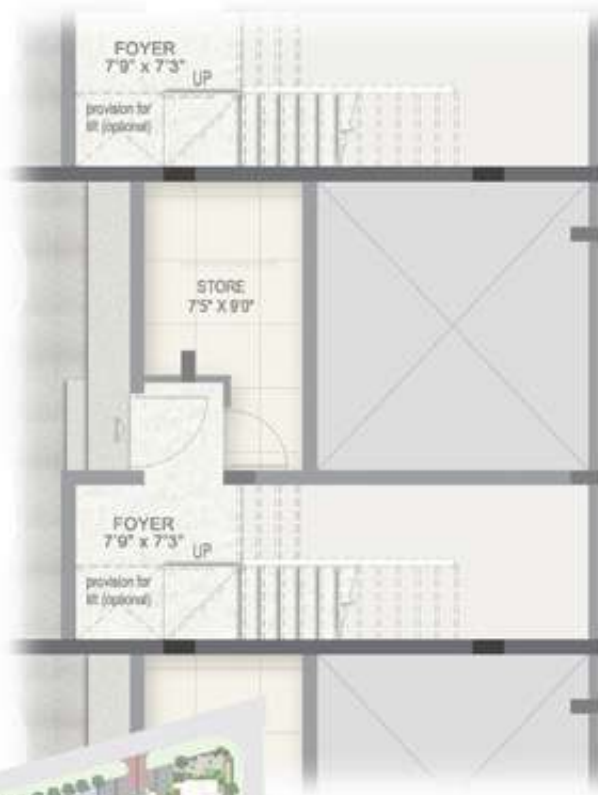 FOYER
7'9" x 7'3"
UP
provision for
lift (optional)
STORE
7'5" X 9'0"
FOYER
7'9" x 7'3"
UP
provision for
lift (optional)